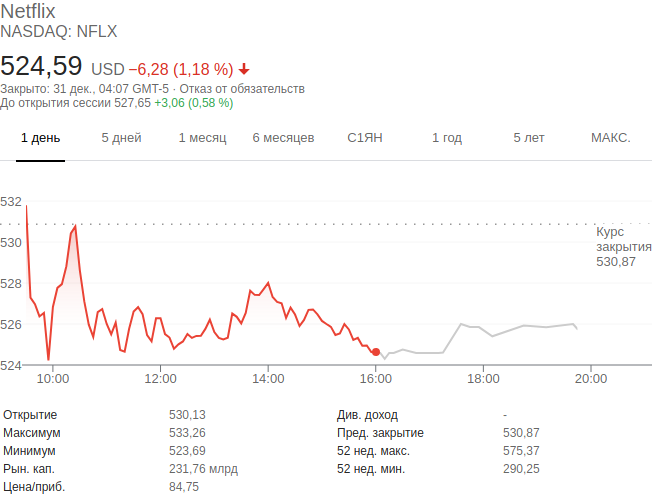 Netflix
NASDAQ: NFLX
524,59 USD −6,28 (1,18 %)
Закрыто: 31 дек., 04:07 GMT-5 · Отказ от обязательств
До открытия сессии 527,65 +3,06 (0,58 %)
1 день 5 дней 1 месяц 6 месяцев С1ЯН 1 год 5 лет МАКС.
532
530
528
526
524
Курс
закрытия
530,87
10:00 12:00 14:00 16:00 18:00 20:00
Открытие 530,13 Див. доход -
Максимум 533,26 Пред. закрытие 530,87
Минимум 523,69 52 нед. макс. 575,37
Рын. кап. 231,76 млрд 52 нед. мин. 290,25
Цена/приб. 84,75